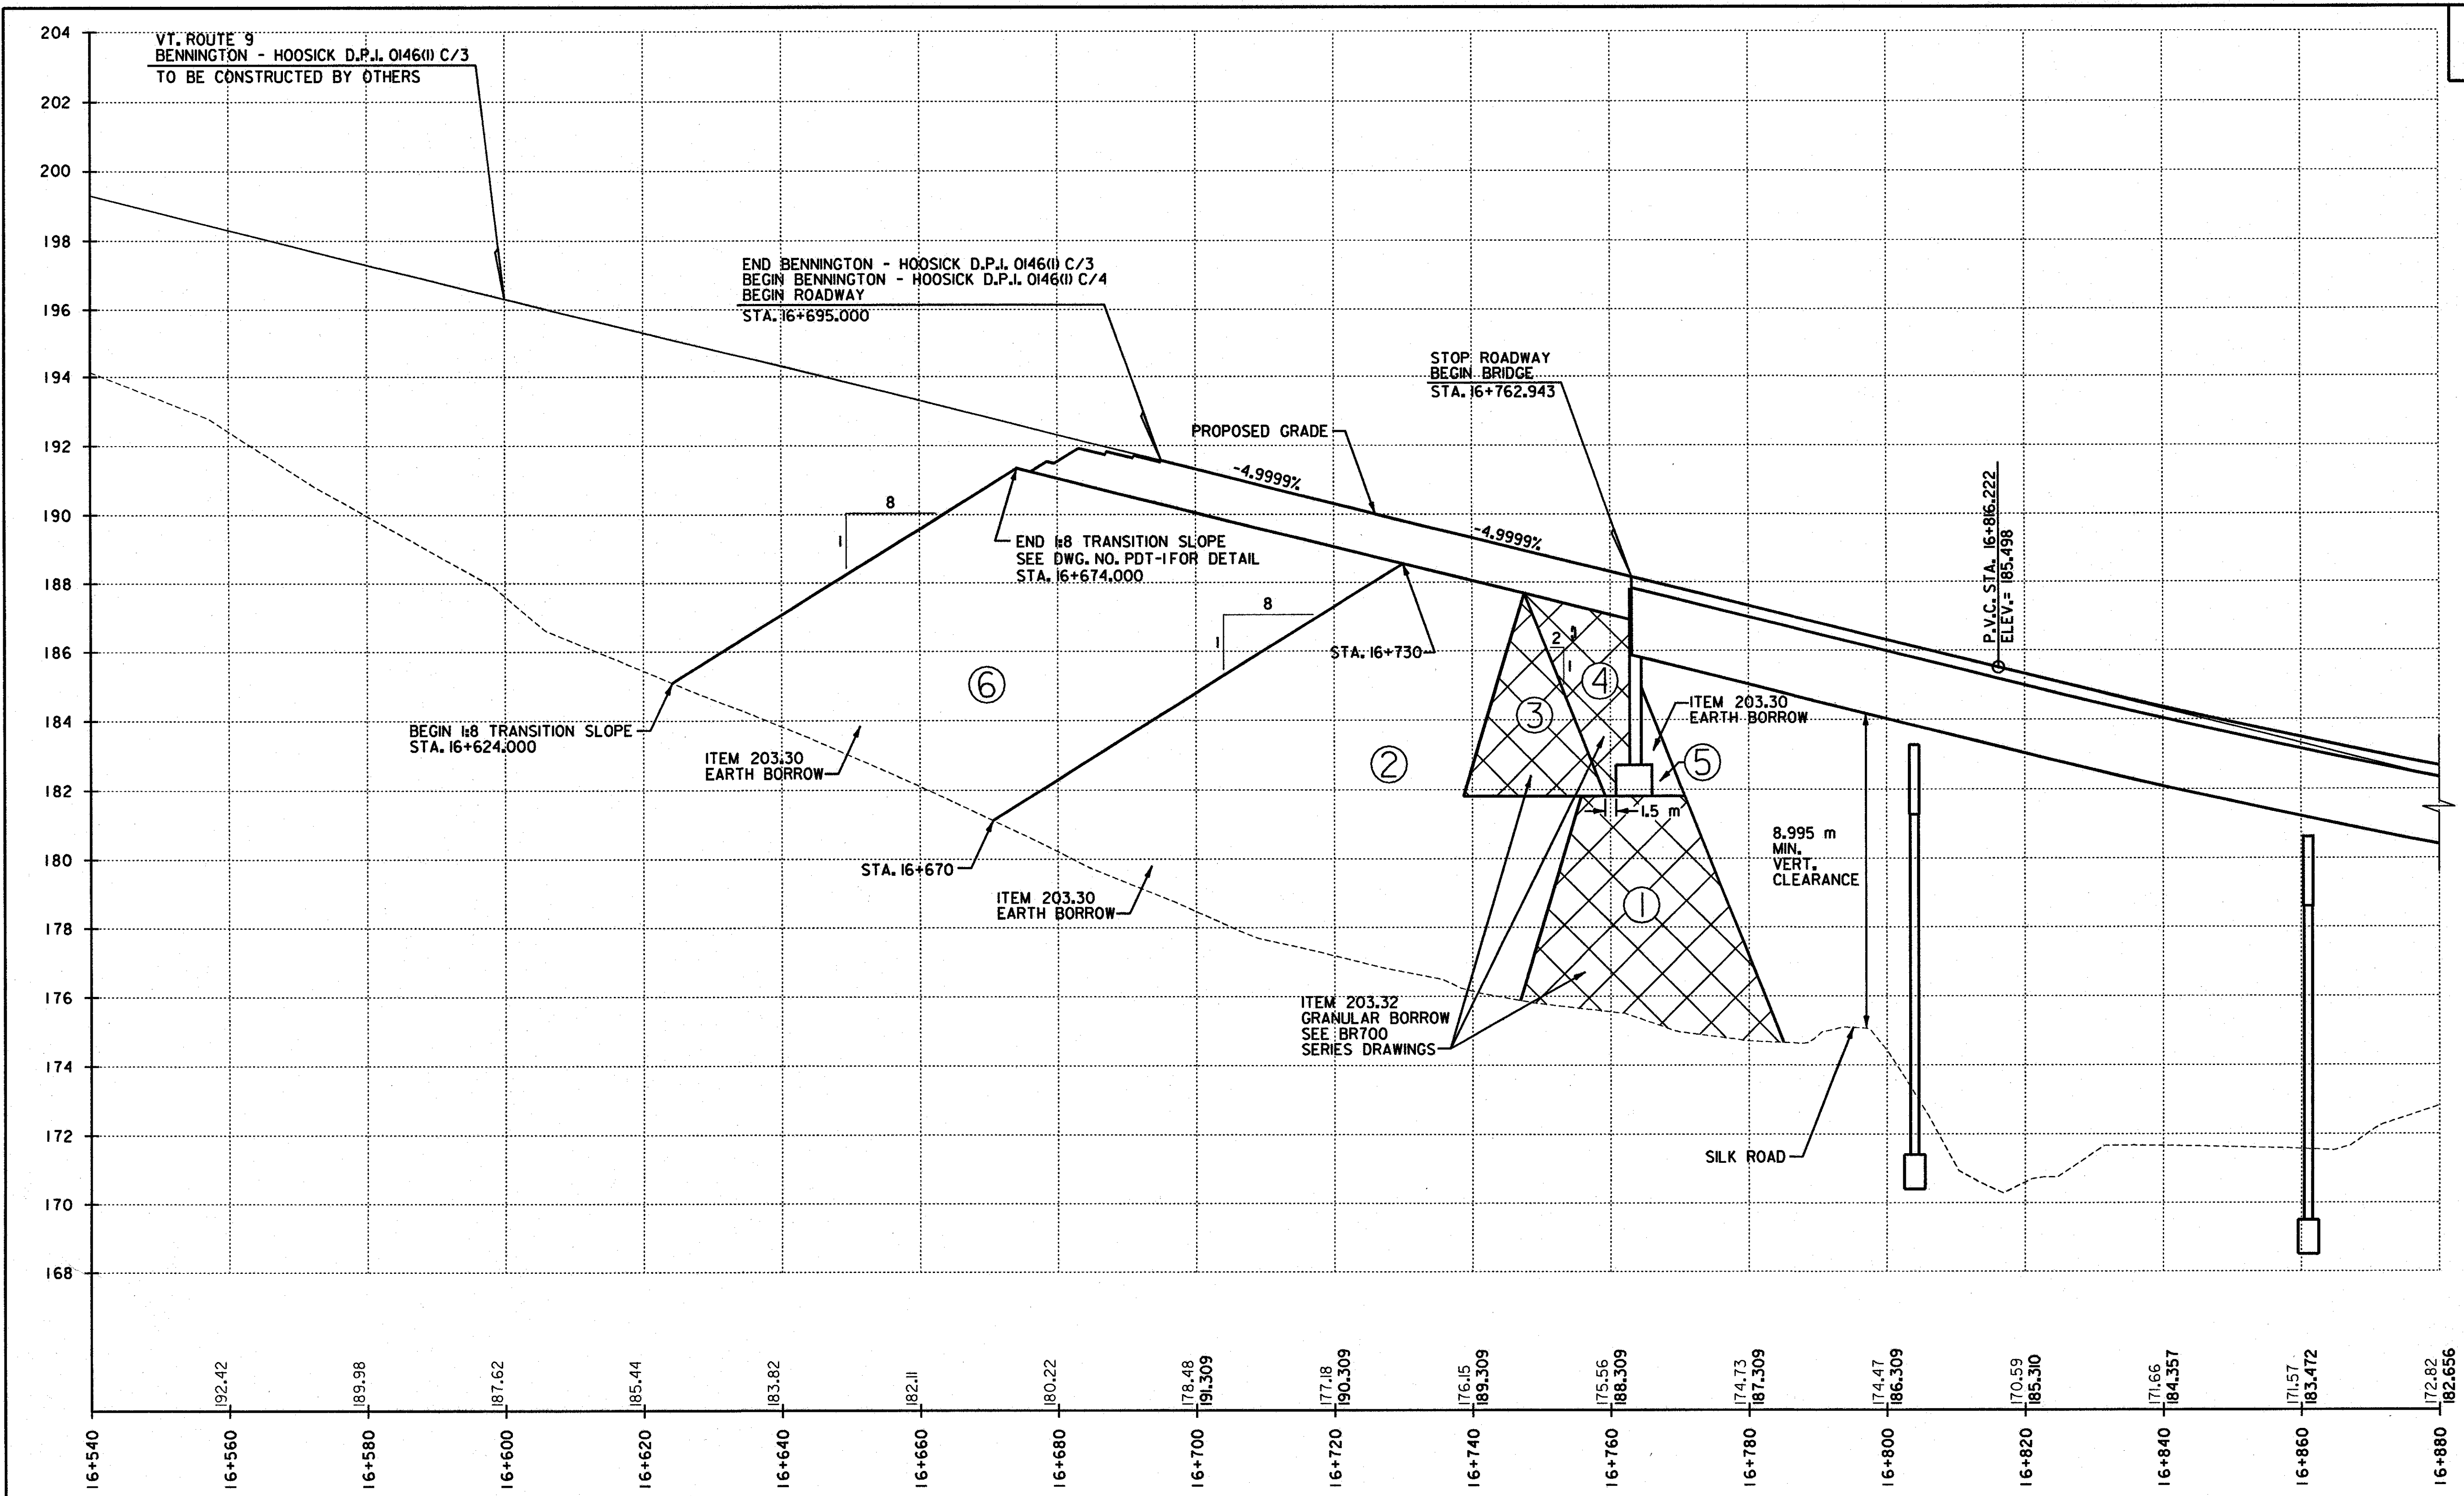 VT. ROUTE 9
BENNINGTON - HOOSICK D.P.I. 0146(1) C/3
TO BE CONSTRUCTED BY OTHERS
END BENNINGTON - HOOSICK D.P.I. 0146(1) C/3
BEGIN BENNINGTON - HOOSICK D.P.I. 0146(1) C/4
BEGIN ROADWAY
STA. 16+695.000
STOP ROADWAY
BEGIN BRIDGE
STA. 16+762.943
PROPOSED GRADE
-4.9999%
-4.9999%
P.V.C. STA. 16+816.222
ELEV.= 185.498
8
1
END 1:8 TRANSITION SLOPE
SEE DWG. NO. PDT-1 FOR DETAIL
STA. 16+674.000
8
1
STA. 16+730
2
1
6
4
3
2
5
1
ITEM 203.30
EARTH BORROW
BEGIN 1:8 TRANSITION SLOPE
STA. 16+624.000
ITEM 203.30
EARTH BORROW
1.5 m
STA. 16+670
8.995 m
MIN.
VERT.
CLEARANCE
ITEM 203.30
EARTH BORROW
ITEM 203.32
GRANULAR BORROW
SEE BR700
SERIES DRAWINGS
SILK ROAD
204
202
200
198
196
194
192
190
188
186
184
182
180
178
176
174
172
170
168
192.42
189.98
187.62
185.44
183.82
182.11
180.22
178.48
191.309
177.18
190.309
176.15
189.309
175.56
188.309
174.73
187.309
174.47
186.309
170.59
185.310
171.66
184.357
171.57
183.472
172.82
182.656
16+540
16+560
16+580
16+600
16+620
16+640
16+660
16+680
16+700
16+720
16+740
16+760
16+780
16+800
16+820
16+840
16+860
16+880